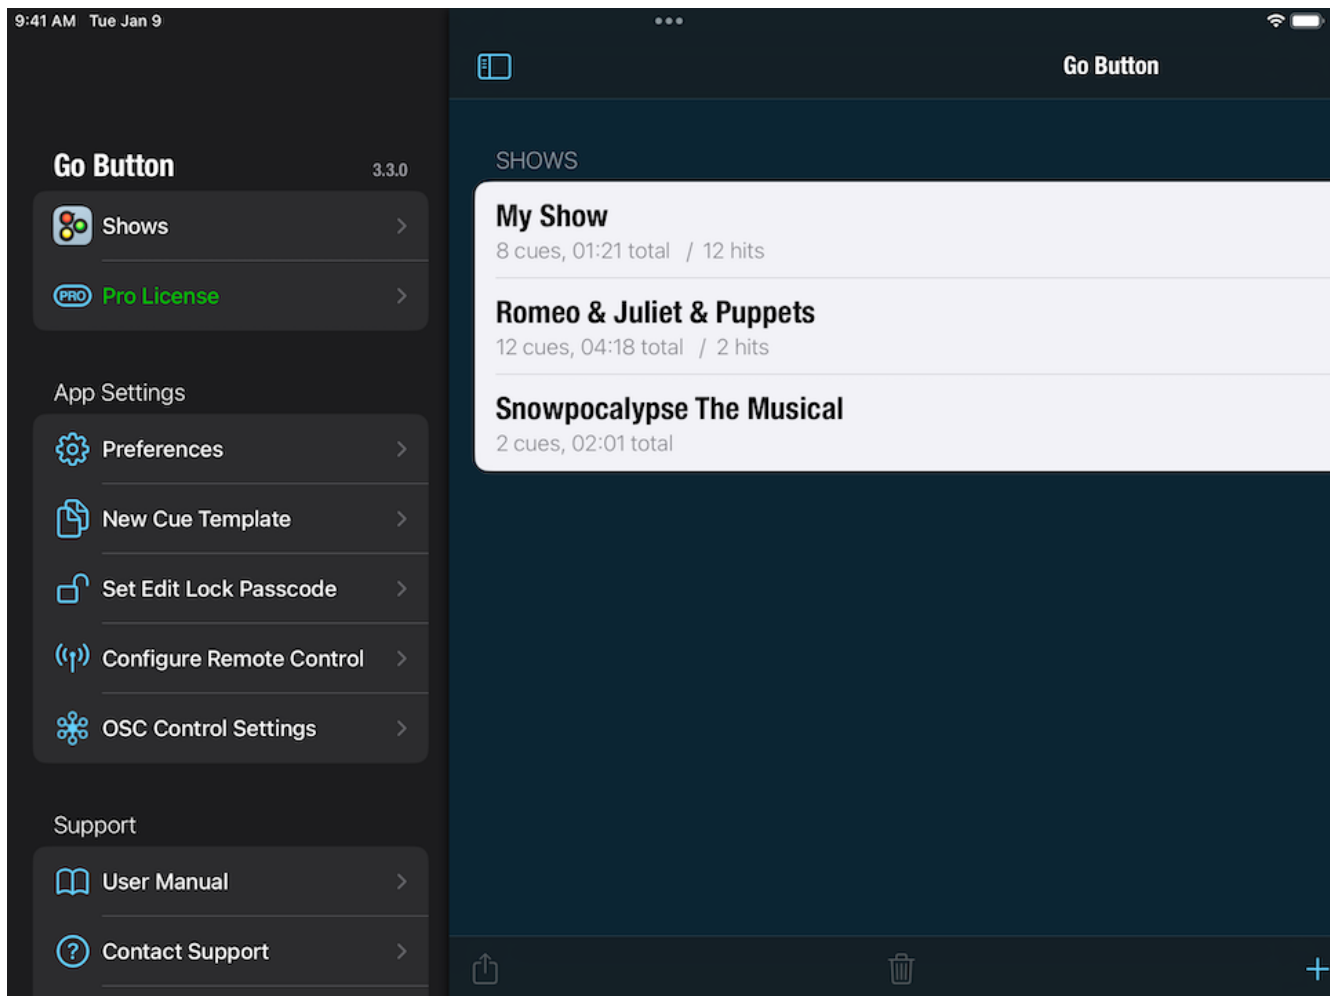 9:41 AM Tue Jan 9
Go Button
Go Button 3.3.0
Shows
PRO Pro License
App Settings
Preferences
New Cue Template
Set Edit Lock Passcode
Configure Remote Control
OSC Control Settings
Support
User Manual
Contact Support
SHOWS
My Show
8 cues, 01:21 total / 12 hits
Romeo & Juliet & Puppets
12 cues, 04:18 total / 2 hits
Snowpocalypse The Musical
2 cues, 02:01 total